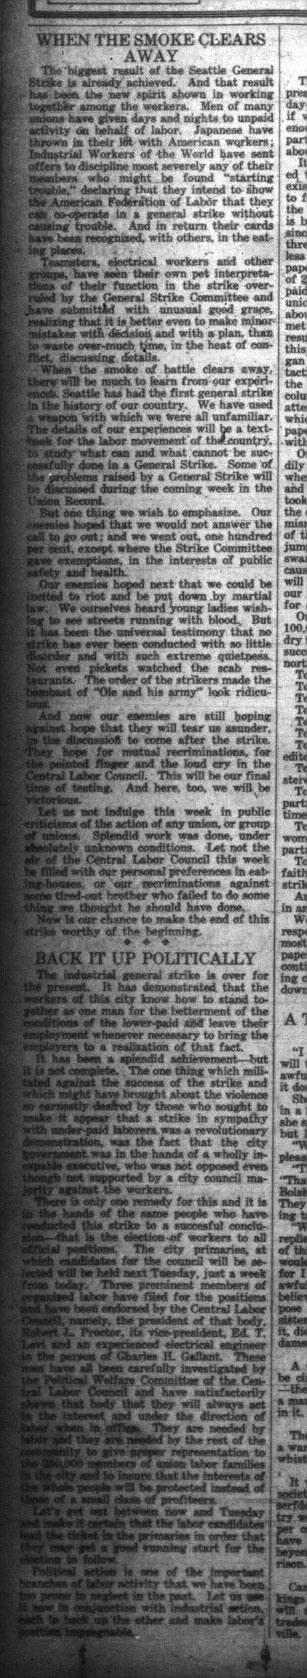 WHEN THE SMOKE CLEARS
AWAY
The biggest result of the Seattle General
Strike is already achieved. And that result
has been the new spirit shown in working
together among the workers. Men of many
unions have given days and nights to unpaid
activity on behalf of labor. Japanese have
thrown in their lot with American workers;
Industrial Workers of the World have sent
offers to discipline most severely any of their
members who might be found "starting
trouble," declaring that they intend to show
the American Federation of Labor that they
can co-operate in a general strike without
causing trouble. And in return their cards
have been recognized, with others, in the eat-
ing places.
Teamsters, electrical workers and other
groups, have seen their own pet interpreta-
tions of their function in the strike over-
ruled by the General Strike Committee and
have submitted with unusual good grace,
realizing that it is better even to make minor
mistakes with decision and with a plan, than
to waste over-much time, in the heat of con-
flict, discussing details.
When the smoke of battle clears away,
there will be much to learn from our experi-
ences. Seattle has had the first general strike
in the history of our country. We have used
a weapon with which we were all unfamiliar.
The details of our experiences will be a text-
book for the labor movement of the country,
to study what can and what cannot be suc-
cessfully done in a General Strike. Some of
the problems raised by a General Strike will
be discussed during the coming week in the
Union Record.
But one thing we wish to emphasize. Our
enemies hoped that we would not answer the
call to go out; and we went out, one hundred
per cent, except where the Strike Committee
gave exemptions, in the interests of public
safety and health.
Our enemies hoped next that we could be
incited to riot and be put down by martial
law. We ourselves heard young ladies wish-
ing to see streets running with blood. But
it has been the universal testimony that no
strike has ever been conducted with so little
disorder and with such extreme quietness.
Not even pickets watched the scab res-
taurants. The order of the strikers made the
bombast of "Ole and his army" look ridicu-
lous.
And now our enemies are still hoping
against hope that they will tear us asunder,
in the discussion to come after the strike.
They hope for mutual recriminations, for
the pointed finger and the loud cry in the
Central Labor Council. This will be our final
time of testing. And here, too, we will be
victorious.
Let us not indulge this week in public
criticisms of the action of any union, or group
of unions. Splendid work was done, under
absolutely unknown conditions. Let not the
air of the Central Labor Council this week
be filled with our personal preferences in eat-
ing-houses, or our recriminations against
some tired-out brother who failed to do some
thing we thought he should have done.
Now is our chance to make the end of this
strike worthy of the beginning.
BACK IT UP POLITICALLY
The industrial general strike is over for
the present. It has demonstrated that the
workers of this city know how to stand to-
gether as one man for the betterment of the
conditions of the lower-paid and leave their
employment whenever necessary to bring the
employers to a realization of that fact.
It has been a splendid achievement—but
it is not complete. The one thing which mili-
tated against the success of the strike and
which might have brought about the violence
so earnestly desired by those who sought to
make it appear that a strike in sympathy
with under-paid laborers, was a revolutionary
demonstration, was the fact that the city
government was in the hands of a wholly in-
capable executive, who was not opposed even
though not supported by a city council ma-
jority against the workers.
There is only one remedy for this and it is
in the hands of the same people who have
conducted this strike to a succesful conclu-
sion—that is the election of workers to all
official positions. The city primaries, at
which candidates for the council will be se-
lected will be held next Tuesday, just a week
from today. Three prominent members of
organized labor have filed for the positions
and have been endorsed by the Central Labor
Council, namely, the president of that body,
Robert L. Proctor, its vice-president, Ed. T.
Levi and an experienced electrical engineer
in the person of Gharles H. Gallant. These
men have all been carefully investigated by
the Political Welfare Committee of the Cen-
tral Labor Council and have satisfactorily
shown that body that they will always act
in the interest and under the direction of
labor when in office. They are needed by
labor and they are needed by the rest of the
community to give proper representation to
the 250,000 members of union labor families
in the city and to insure that the interests of
the whole people will be protected instead of
those of a small class of profiteers.
Let's get out between now and Tuesday
and make it certain that the labor candidates
lead the ticket in the primaries in order that
they may get a good running start for the
election to follow.
Political action is one of the important
branches of labor activity that we have been
too prone to neglect in the past. Let us use
it now in conjunction with industrial action,
each to back up the other and make labor's
position impregnable.